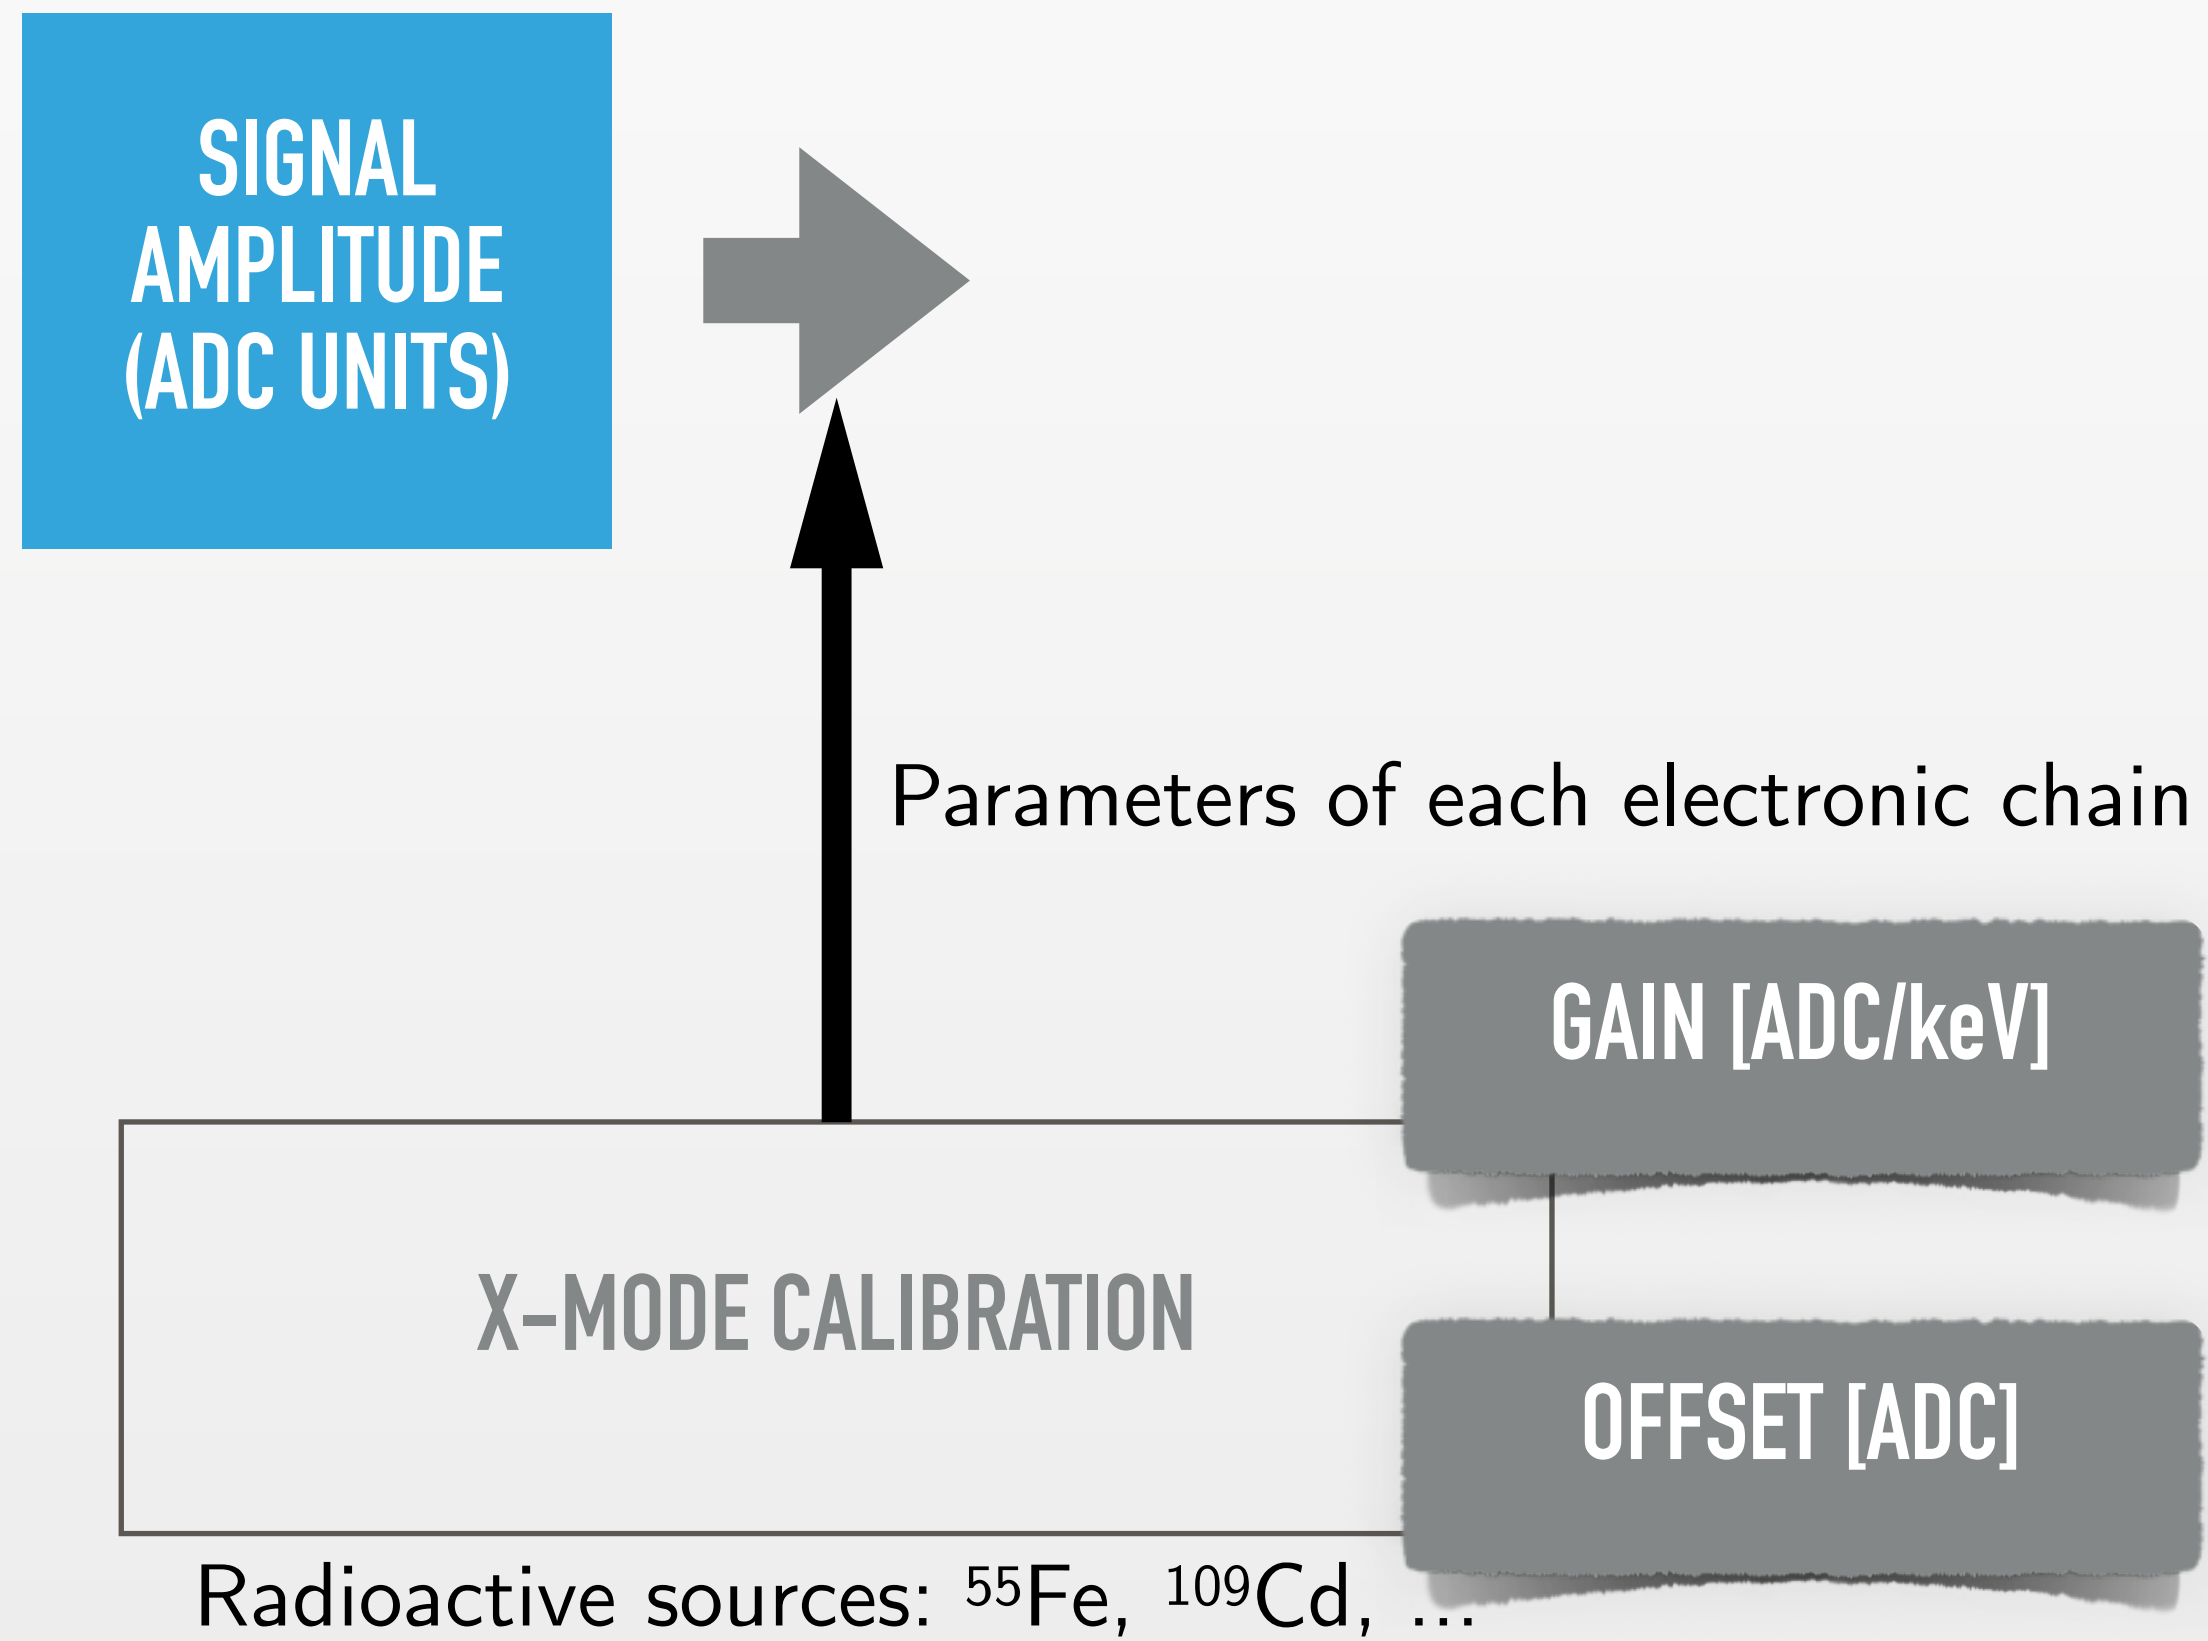 SIGNAL
AMPLITUDE
(ADC UNITS)
Parameters of each electronic chain
GAIN [ADC/keV]
X-MODE CALIBRATION
OFFSET [ADC]
Radioactive sources: ⁵⁵Fe, ¹⁰⁹Cd, ...